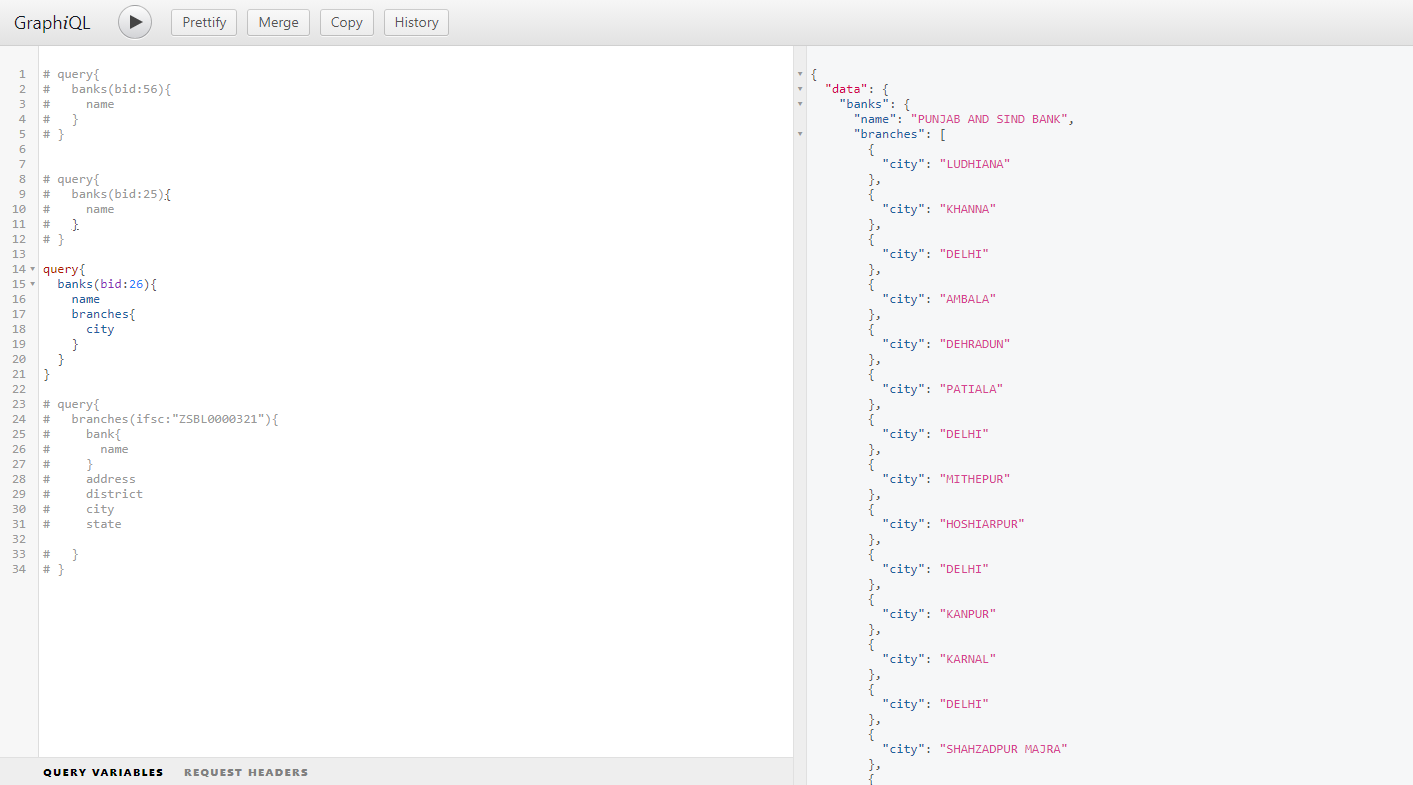 GraphiQL Prettify Merge Copy History
1 # query{
2 #   banks(bid:56){
3 #     name
4 #   }
5 # }
6
7
8 # query{
9 #   banks(bid:25){
10 #     name
11 #   }
12 # }
13
14 query{
15   banks(bid:26){
16     name
17     branches{
18       city
19     }
20   }
21 }
22
23 # query{
24 #   branches(ifsc:"ZSBL0000321"){
25 #     bank{
26 #       name
27 #     }
28 #     address
29 #     district
30 #     city
31 #     state
32
33 #   }
34 # }
QUERY VARIABLES REQUEST HEADERS
{
  "data": {
    "banks": {
      "name": "PUNJAB AND SIND BANK",
      "branches": [
        {
          "city": "LUDHIANA"
        },
        {
          "city": "KHANNA"
        },
        {
          "city": "DELHI"
        },
        {
          "city": "AMBALA"
        },
        {
          "city": "DEHRADUN"
        },
        {
          "city": "PATIALA"
        },
        {
          "city": "DELHI"
        },
        {
          "city": "MITHEPUR"
        },
        {
          "city": "HOSHIARPUR"
        },
        {
          "city": "DELHI"
        },
        {
          "city": "KANPUR"
        },
        {
          "city": "KARNAL"
        },
        {
          "city": "DELHI"
        },
        {
          "city": "SHAHZADPUR MAJRA"
        },
        {